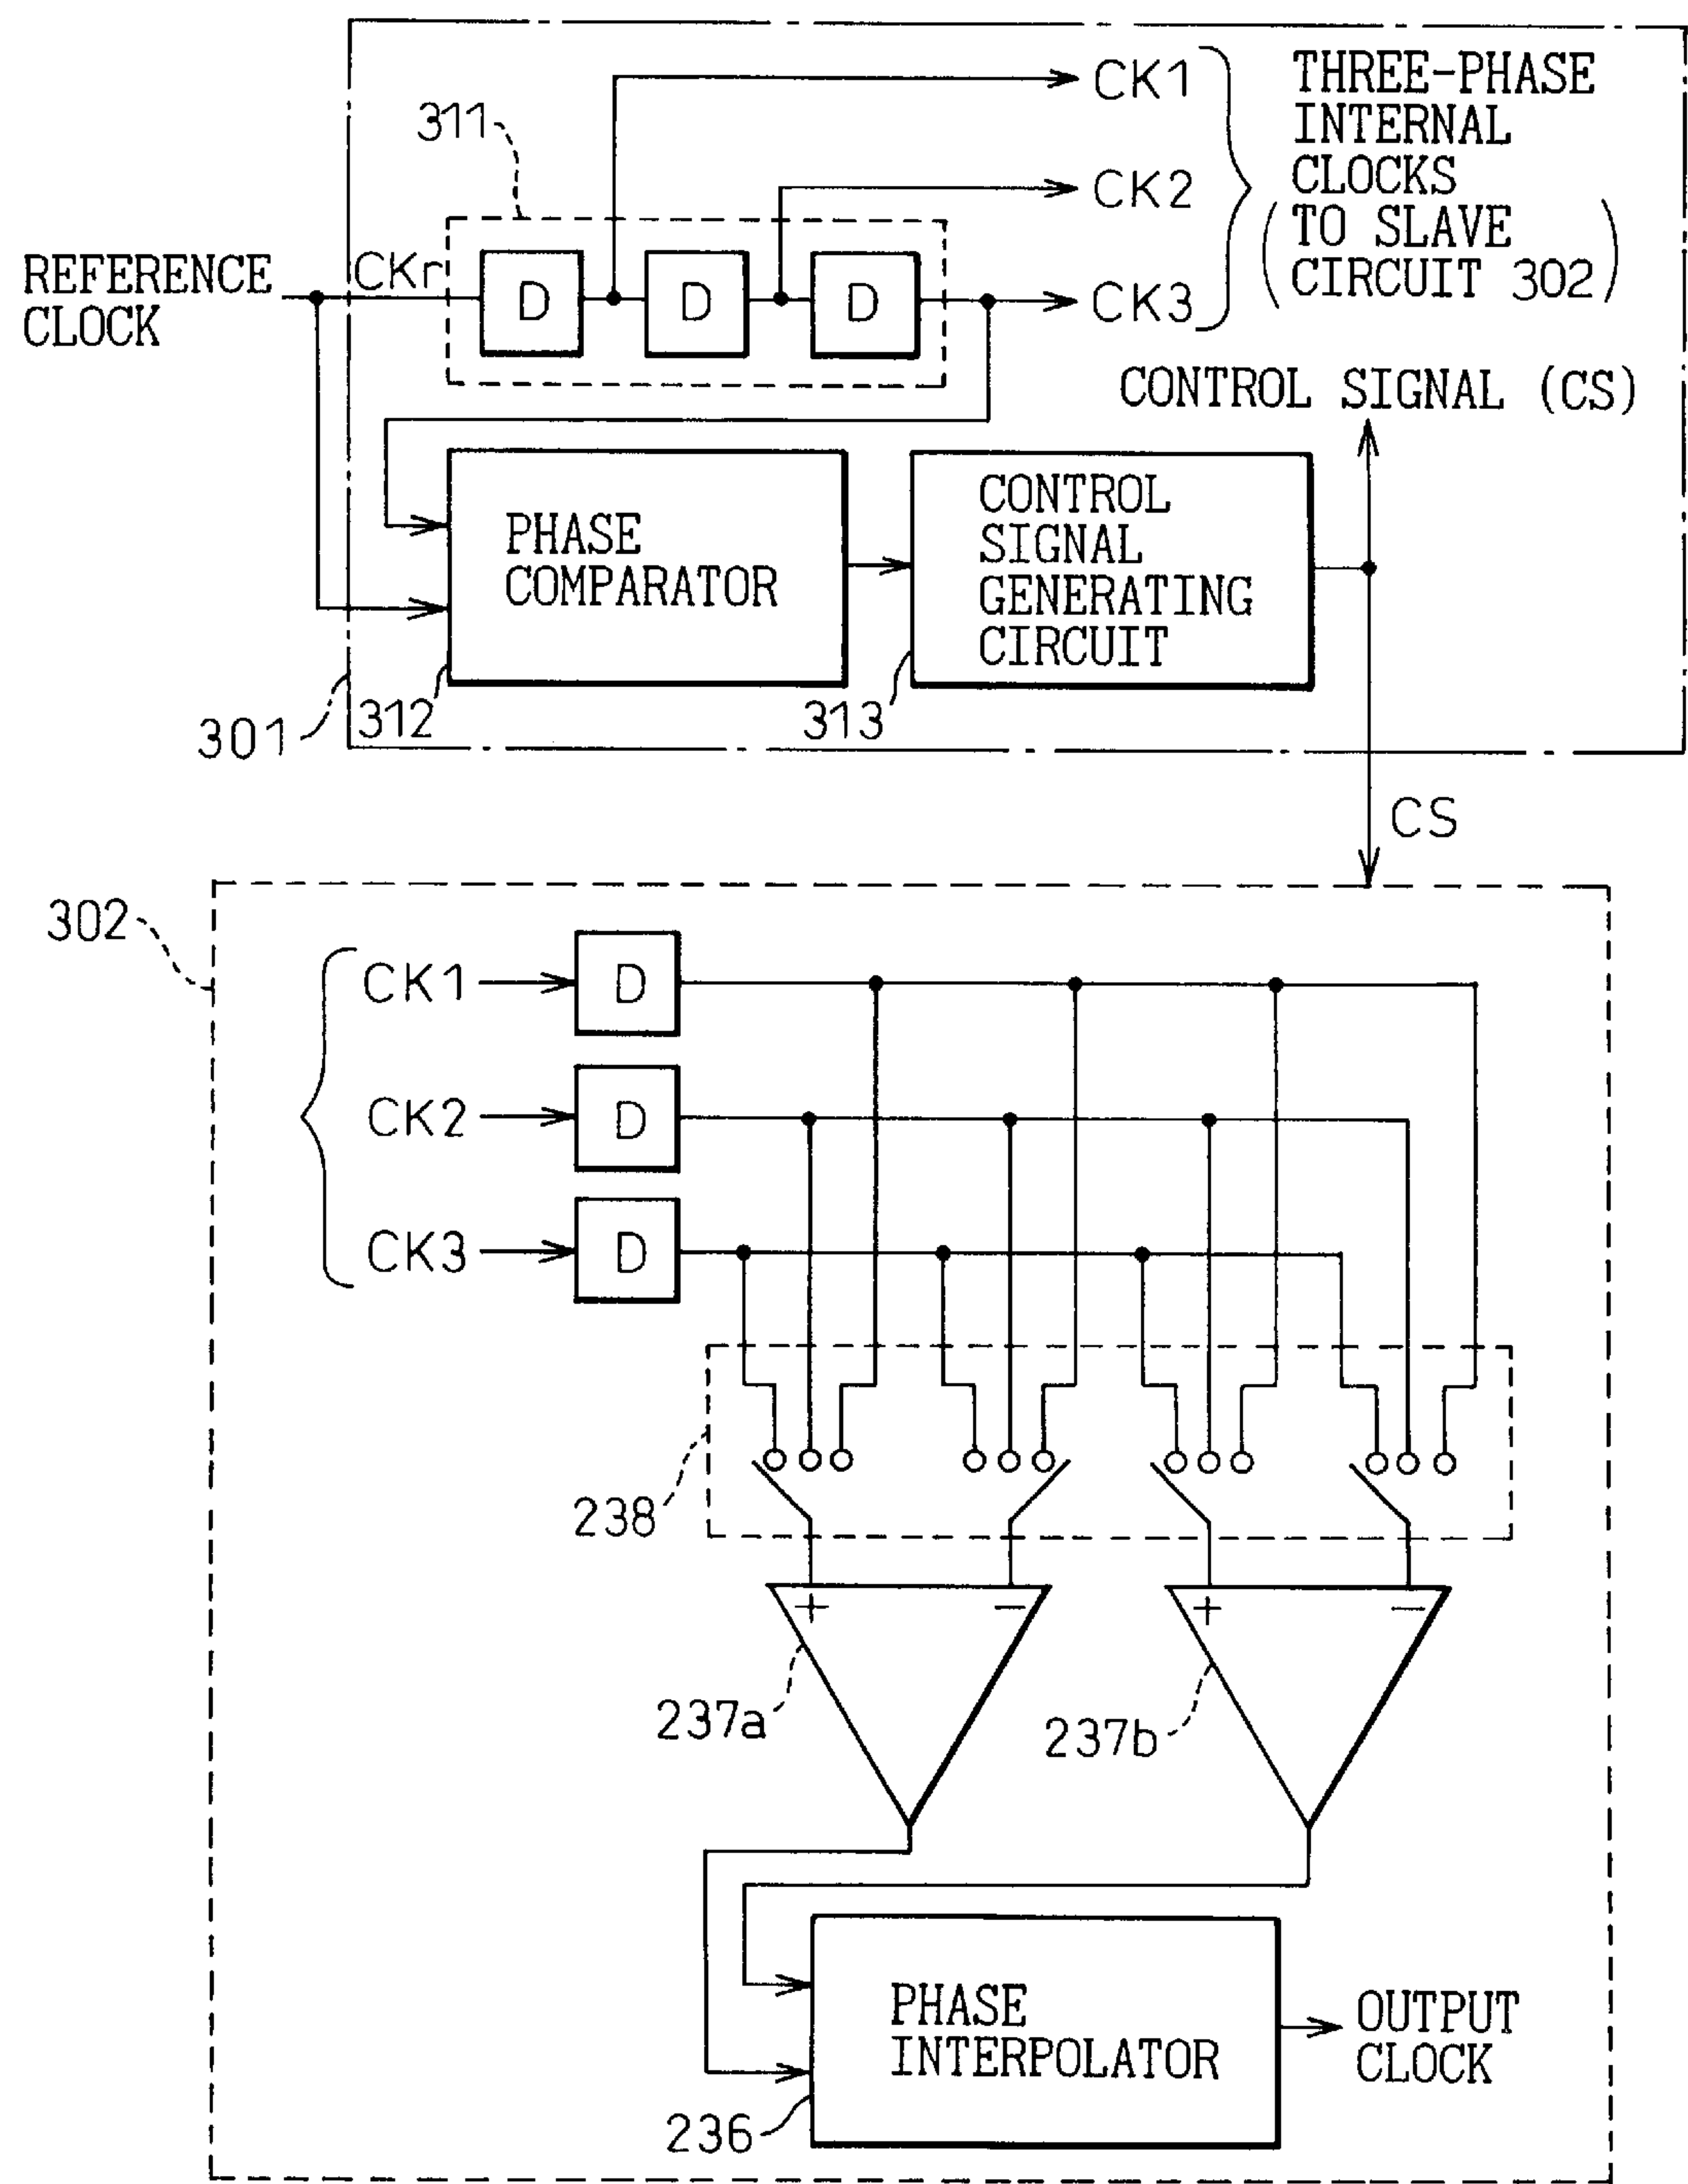 CK1
THREE-PHASE
INTERNAL
CLOCKS
(TO SLAVE
CIRCUIT 302)
311
CK2
REFERENCE
CLOCK
CKr
D
D
D
CK3
CONTROL SIGNAL (CS)
PHASE
COMPARATOR
CONTROL
SIGNAL
GENERATING
CIRCUIT
301
312
313
CS
302
CK1
D
CK2
D
CK3
D
238
+
−
+
−
237a
237b
PHASE
INTERPOLATOR
OUTPUT
CLOCK
236